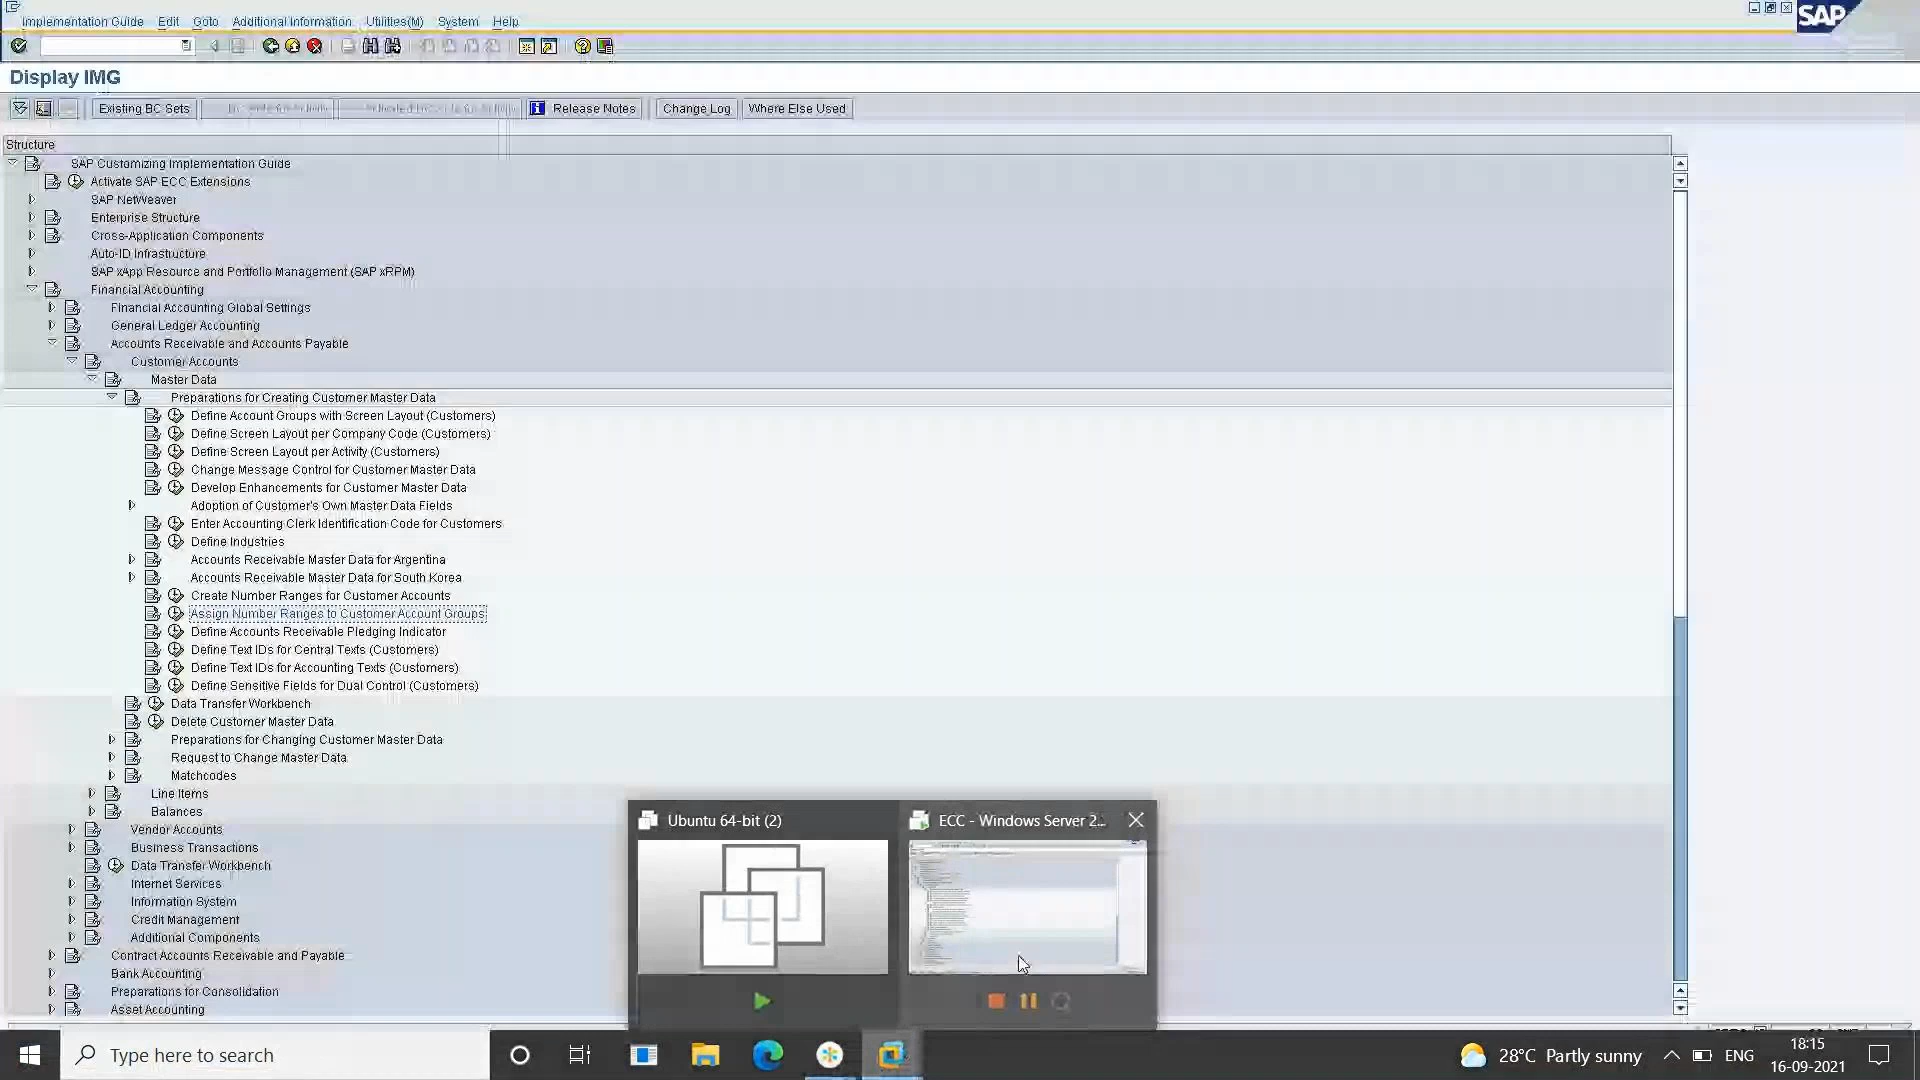 Implementation Guide Edit Goto Additional Information Utilities(M) System Help
SAP
Display IMG
Existing BC Sets Release Notes Change Log Where Else Used
Structure
SAP Customizing Implementation Guide
Activate SAP ECC Extensions
SAP NetWeaver
Enterprise Structure
Cross-Application Components
Auto-ID Infrastructure
SAP xApp Resource and Portfolio Management (SAP xRPM)
Financial Accounting
Financial Accounting Global Settings
General Ledger Accounting
Accounts Receivable and Accounts Payable
Customer Accounts
Master Data
Preparations for Creating Customer Master Data
Define Account Groups with Screen Layout (Customers)
Define Screen Layout per Company Code (Customers)
Define Screen Layout per Activity (Customers)
Change Message Control for Customer Master Data
Develop Enhancements for Customer Master Data
Adoption of Customer's Own Master Data Fields
Enter Accounting Clerk Identification Code for Customers
Define Industries
Accounts Receivable Master Data for Argentina
Accounts Receivable Master Data for South Korea
Create Number Ranges for Customer Accounts
Assign Number Ranges to Customer Account Groups
Define Accounts Receivable Pledging Indicator
Define Text IDs for Central Texts (Customers)
Define Text IDs for Accounting Texts (Customers)
Define Sensitive Fields for Dual Control (Customers)
Data Transfer Workbench
Delete Customer Master Data
Preparations for Changing Customer Master Data
Request to Change Master Data
Matchcodes
Line Items
Balances
Vendor Accounts
Business Transactions
Data Transfer Workbench
Internet Services
Information System
Credit Management
Additional Components
Contract Accounts Receivable and Payable
Bank Accounting
Preparations for Consolidation
Asset Accounting
Ubuntu 64-bit (2)
ECC - Windows Server 2...
Type here to search
28°C Partly sunny
ENG
18:15
16-09-2021